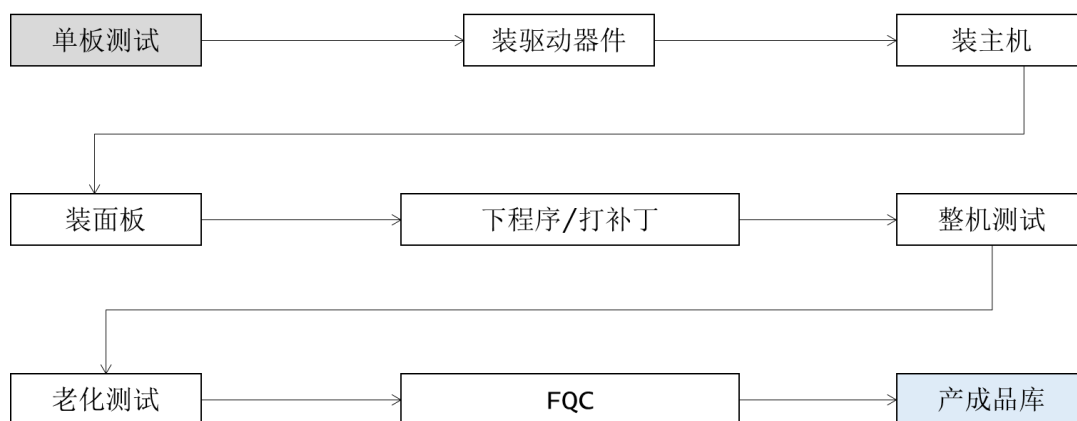 单板测试
装驱动器件
装主机
装面板
下程序/打补丁
整机测试
老化测试
FQC
产成品库